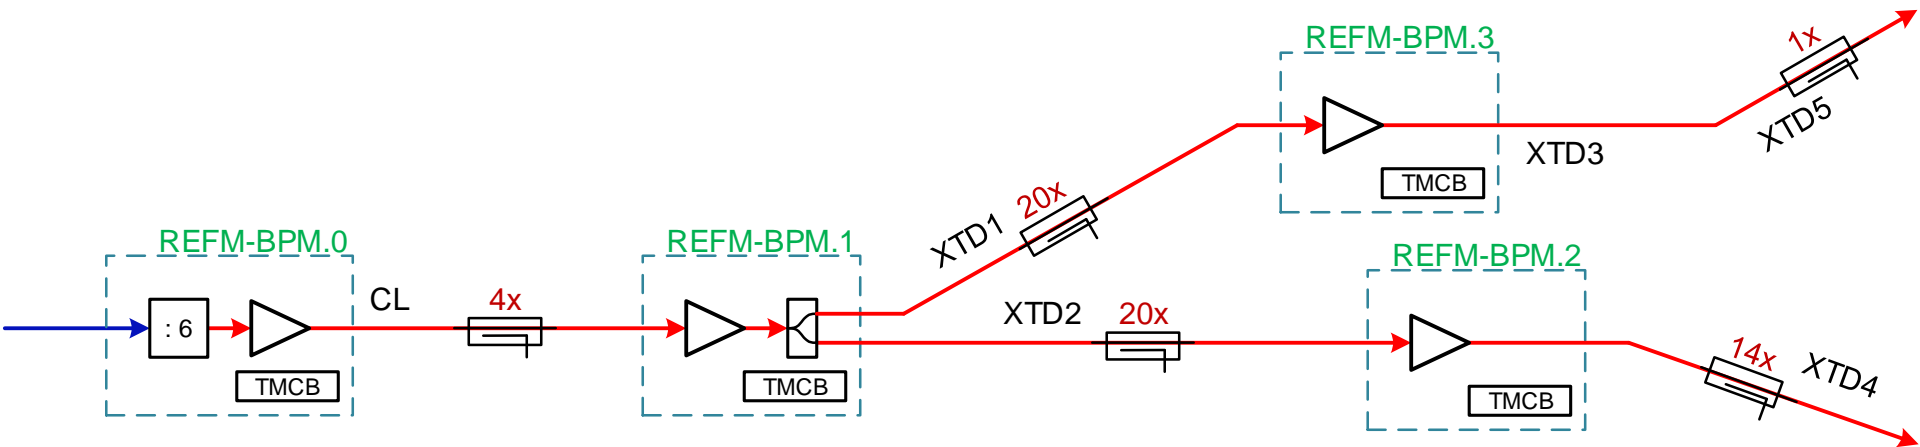 REFM-BPM.3
1x
XTD5
XTD3
TMCB
20x
XTD1
REFM-BPM.0
REFM-BPM.1
REFM-BPM.2
: 6
CL
4x
XTD2
20x
14x
XTD4
TMCB
TMCB
TMCB